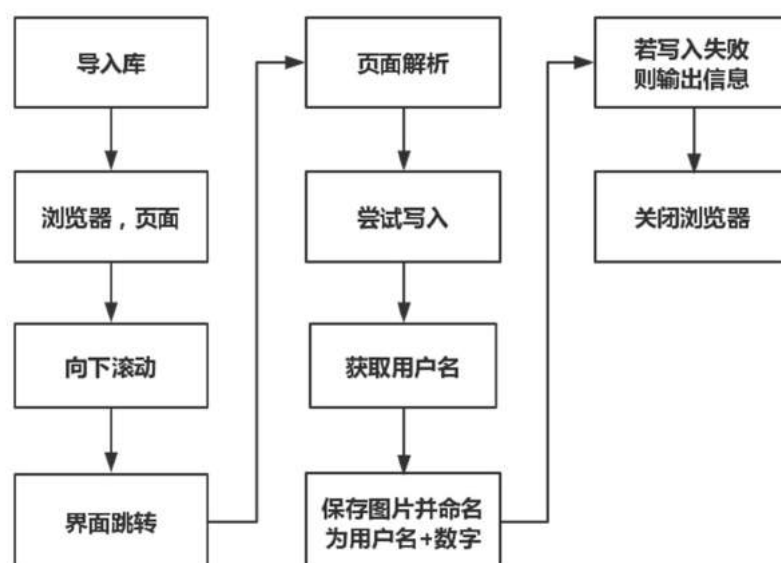 导入库
浏览器，页面
向下滚动
界面跳转
页面解析
尝试写入
获取用户名
保存图片并命名
为用户名+数字
若写入失败
则输出信息
关闭浏览器